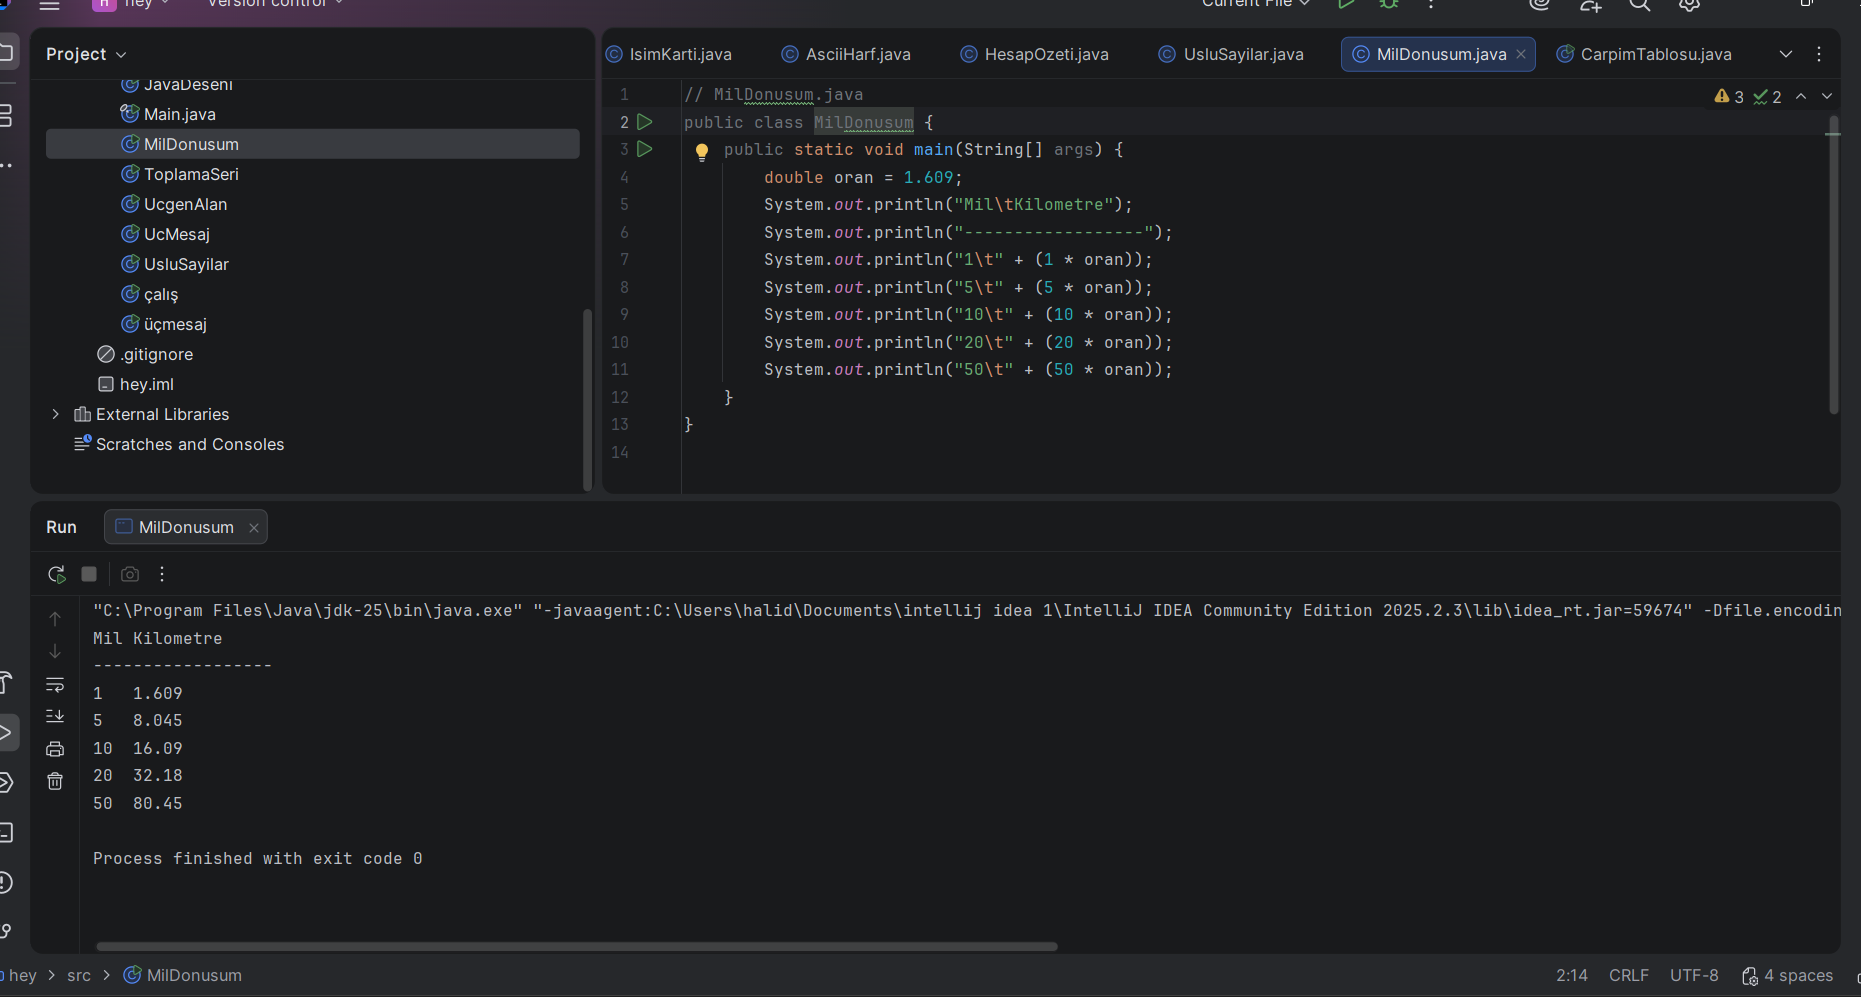 H hey Version control Current File
Project
IsimKarti.java AsciiHarf.java HesapOzeti.java UsluSayilar.java MilDonusum.java CarpimTablosu.java
JavaDeseni
Main.java
MilDonusum
ToplamaSeri
UcgenAlan
UcMesaj
UsluSayilar
çalış
üçmesaj
.gitignore
hey.iml
External Libraries
Scratches and Consoles
3 2
1 // MilDonusum.java
2 public class MilDonusum {
3 public static void main(String[] args) {
4 double oran = 1.609;
5 System.out.println("Mil\tKilometre");
6 System.out.println("------------------");
7 System.out.println("1\t" + (1 * oran));
8 System.out.println("5\t" + (5 * oran));
9 System.out.println("10\t" + (10 * oran));
10 System.out.println("20\t" + (20 * oran));
11 System.out.println("50\t" + (50 * oran));
12 }
13 }
14
Run MilDonusum
"C:\Program Files\Java\jdk-25\bin\java.exe" "-javaagent:C:\Users\halid\Documents\intellij idea 1\IntelliJ IDEA Community Edition 2025.2.3\lib\idea_rt.jar=59674" -Dfile.encodin
Mil Kilometre
------------------
1 1.609
5 8.045
10 16.09
20 32.18
50 80.45
Process finished with exit code 0
hey > src > MilDonusum 2:14 CRLF UTF-8 4 spaces